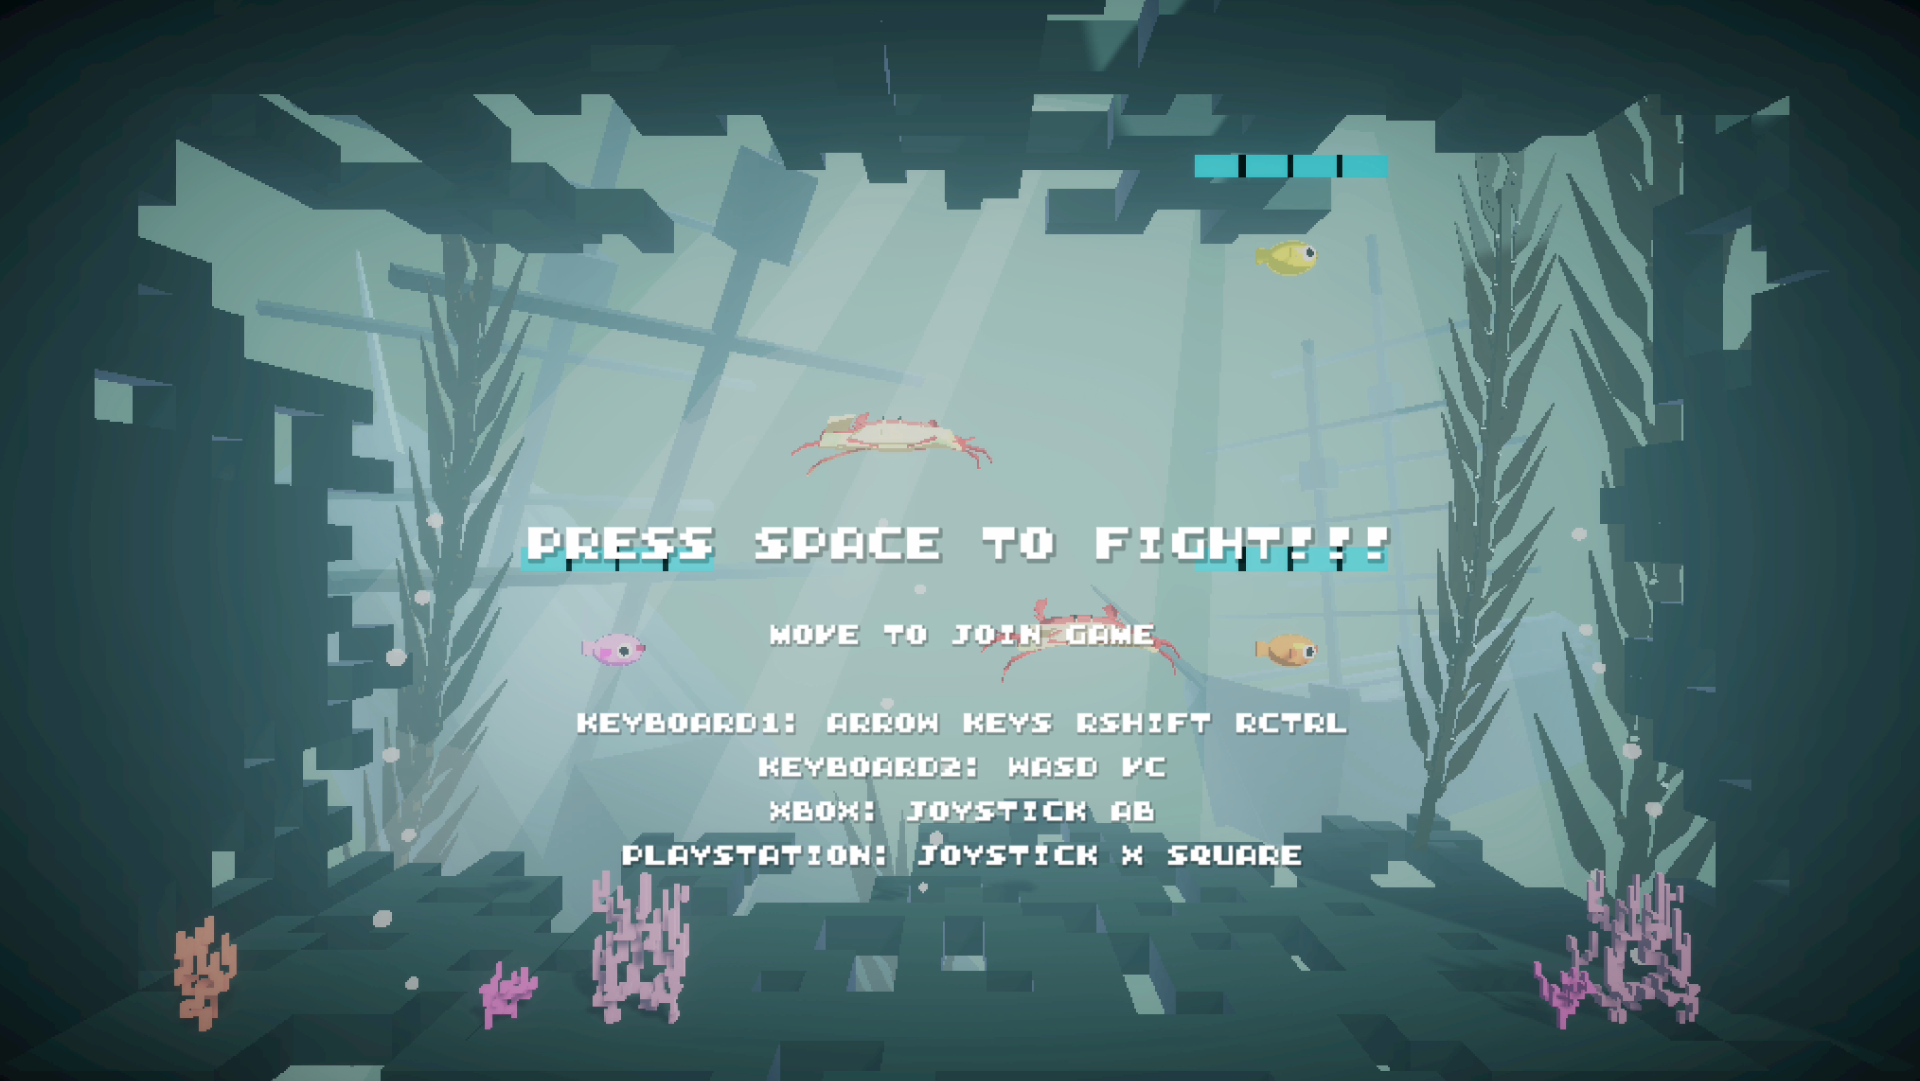 PRESS SPACE TO FIGHT!!!
MOVE TO JOIN GAME
KEYBOARD1: ARROW KEYS RSHIFT RCTRL
KEYBOARD2: WASD VC
XBOX: JOYSTICK AB
PLAYSTATION: JOYSTICK X SQUARE